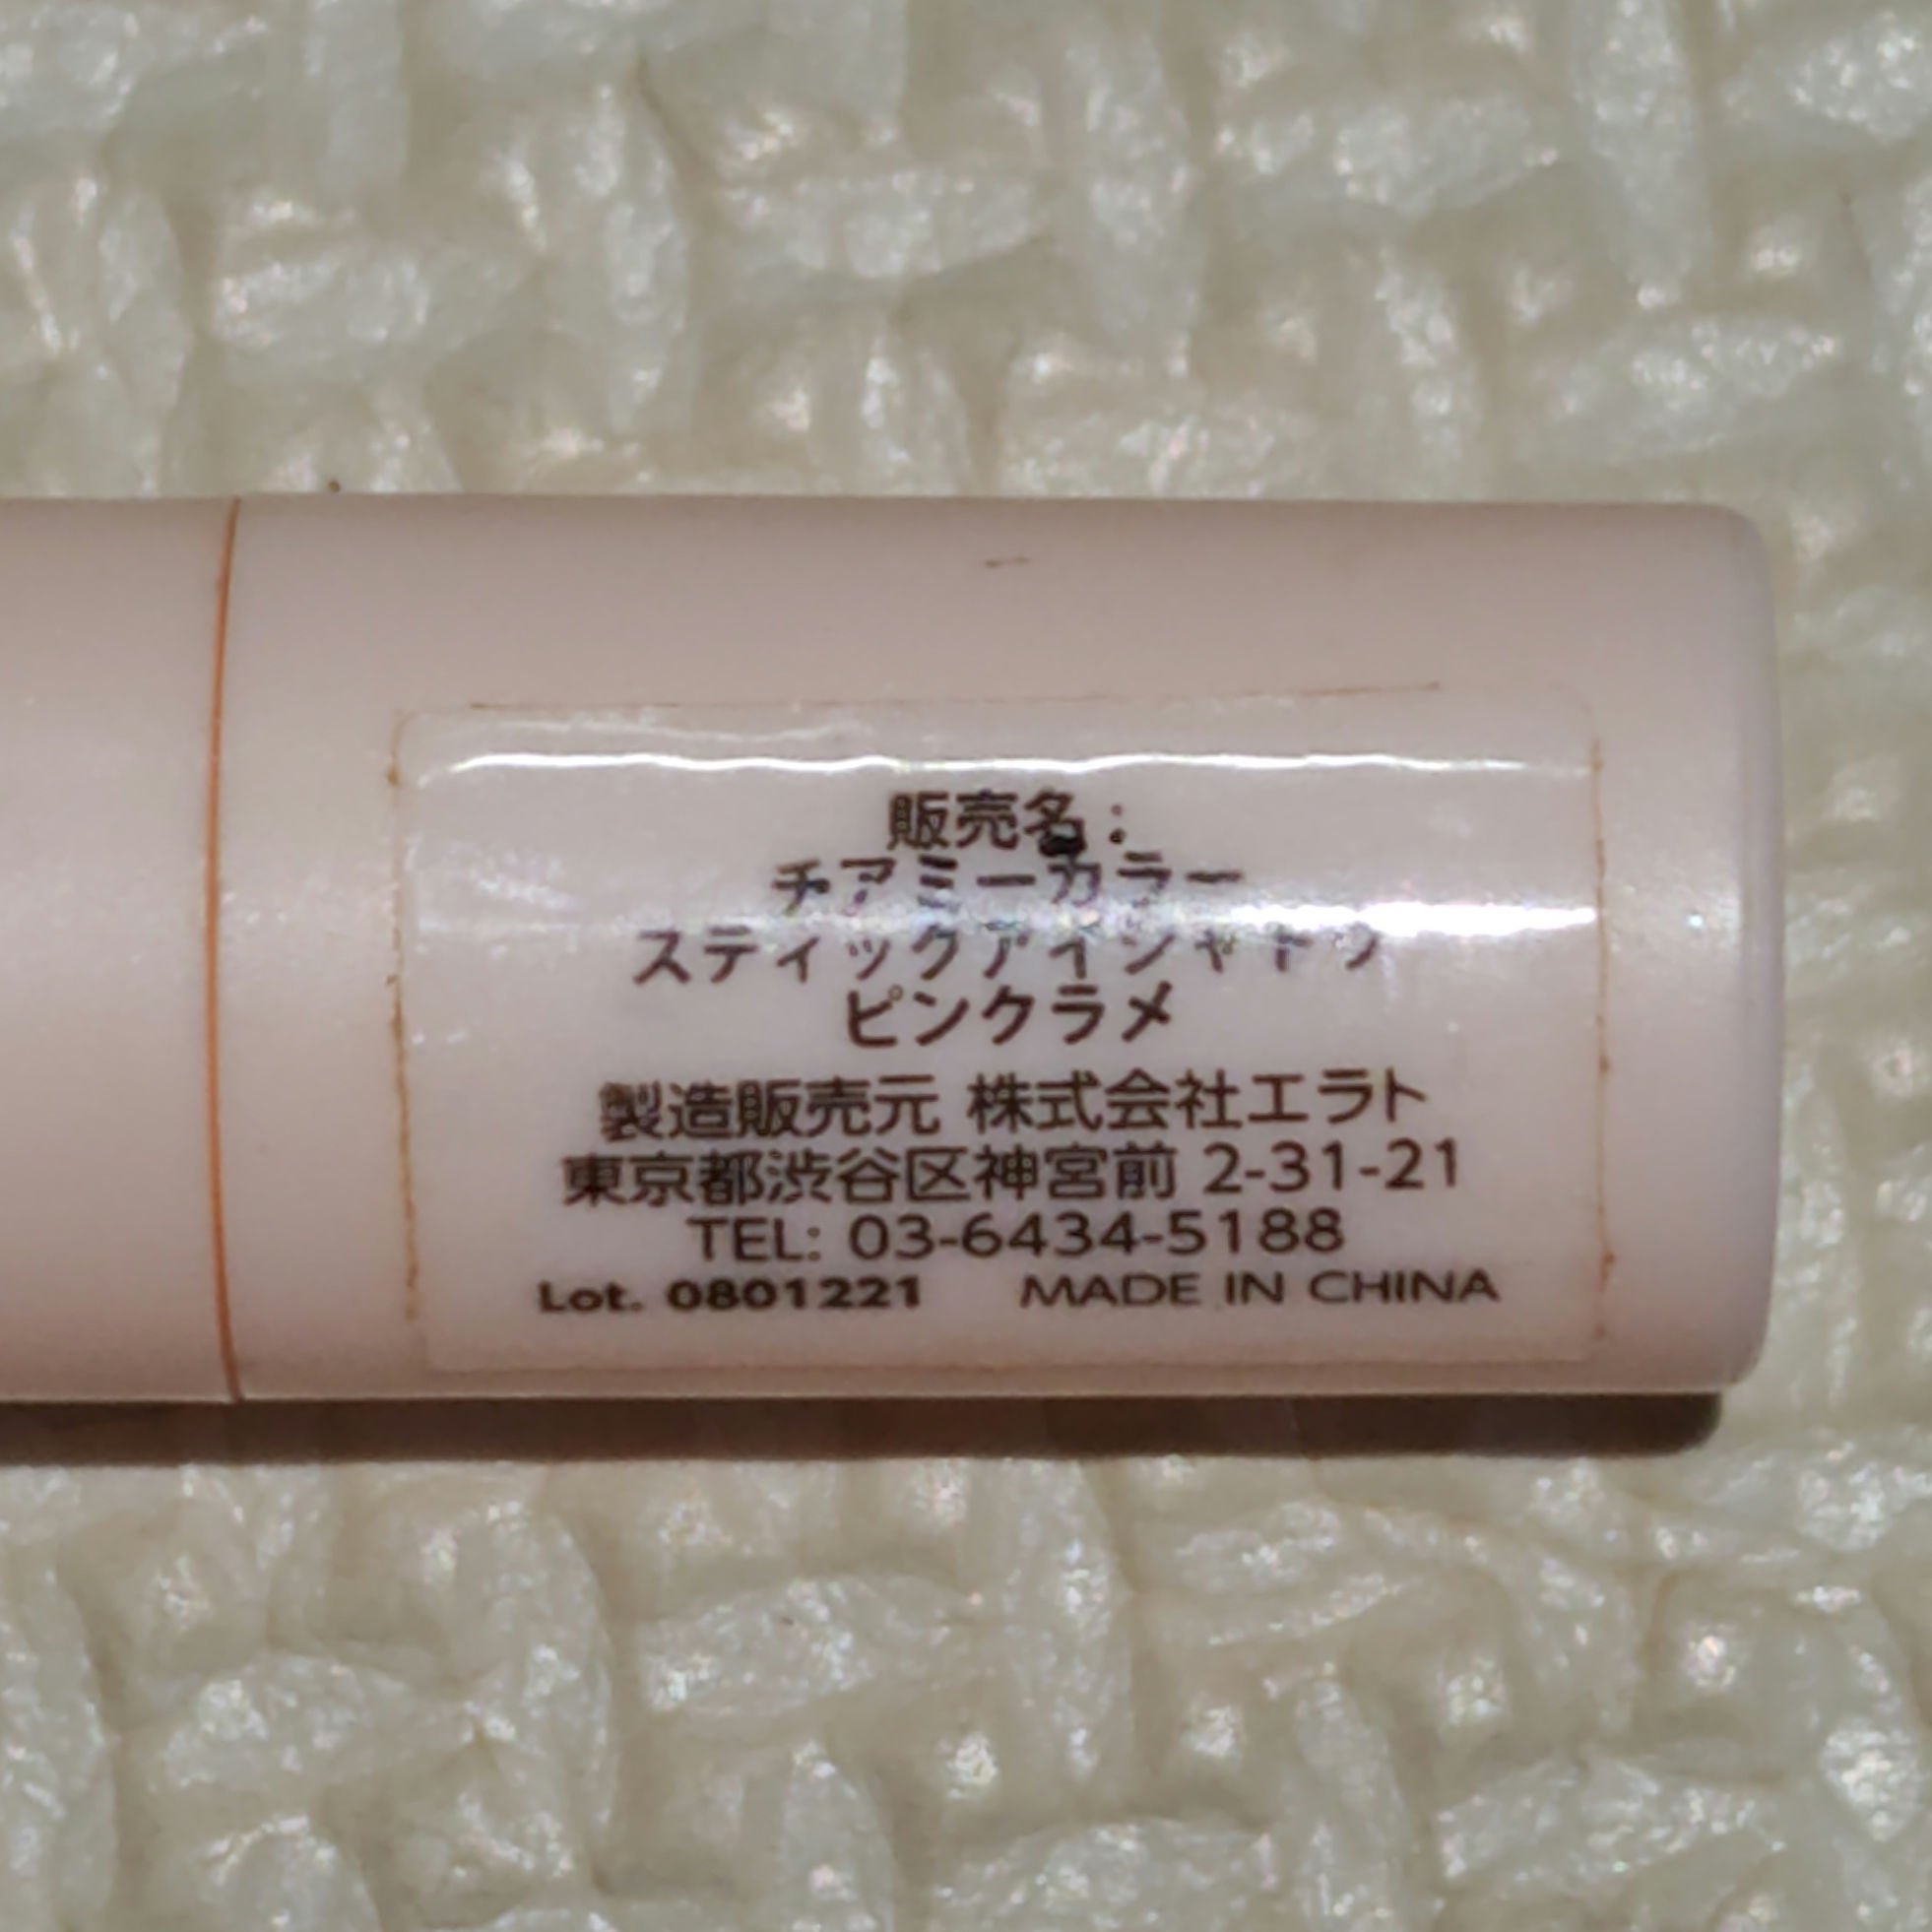 販売名:
チアミーカラー
スティックアイシャドウ
ピンクラメ
製造販売元 株式会社エラト
東京都渋谷区神宮前 2-31-21
TEL: 03-6434-5188
Lot. 0801221 MADE IN CHINA